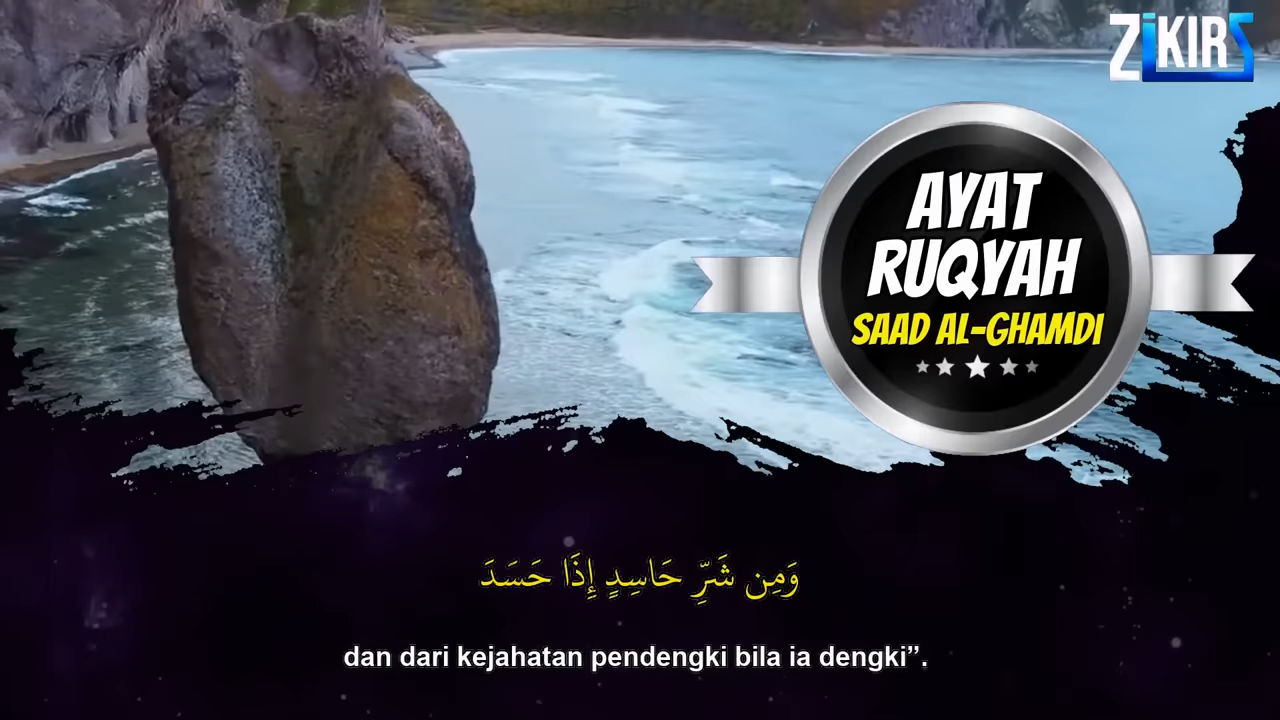 ZiKIRS
AYAT
RUQYAH
SAAD AL-GHAMDI
وَمِن شَرِّ حَاسِدٍ إِذَا حَسَدَ
dan dari kejahatan pendengki bila ia dengki”.